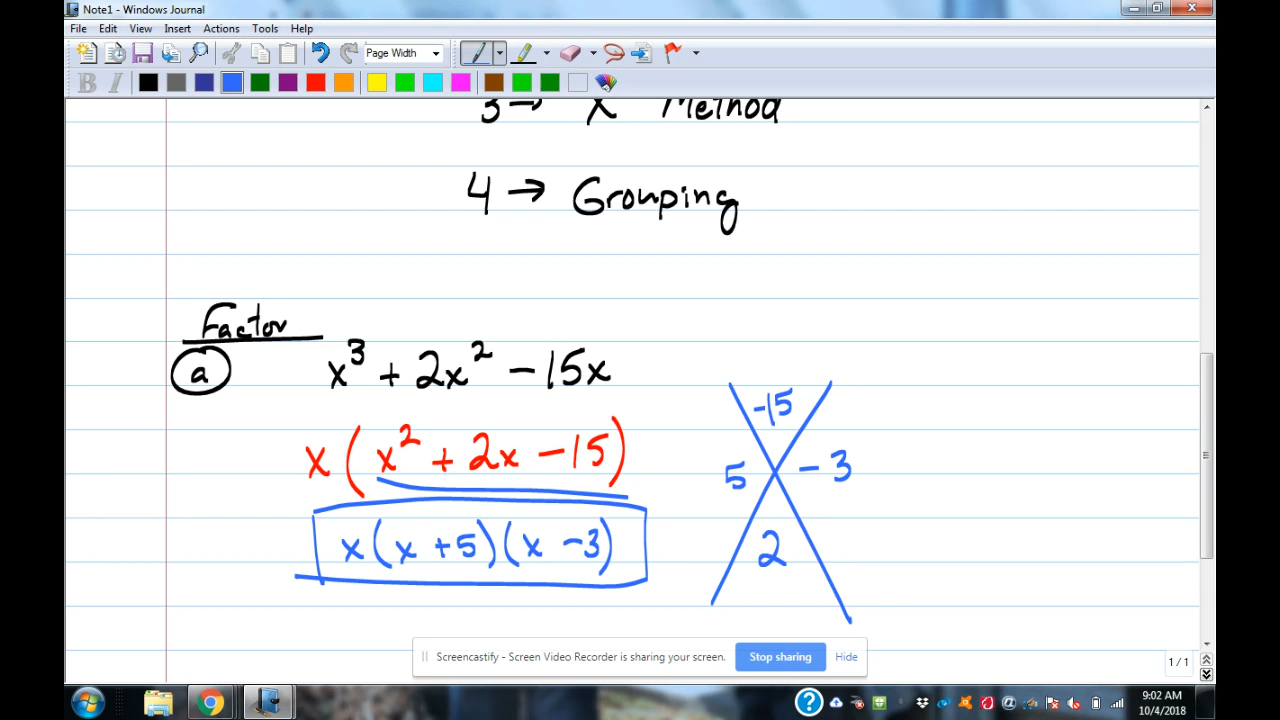 Note1 - Windows Journal
File Edit View Insert Actions Tools Help
Page Width
B I
3 → X Method
4 → Grouping
Factor
a x³ + 2x² - 15x
x(x² + 2x - 15)
x(x + 5)(x - 3)
-15
5 - 3
2
Screencastify - Screen Video Recorder is sharing your screen. Stop sharing Hide
1 / 1
9:02 AM
10/4/2018